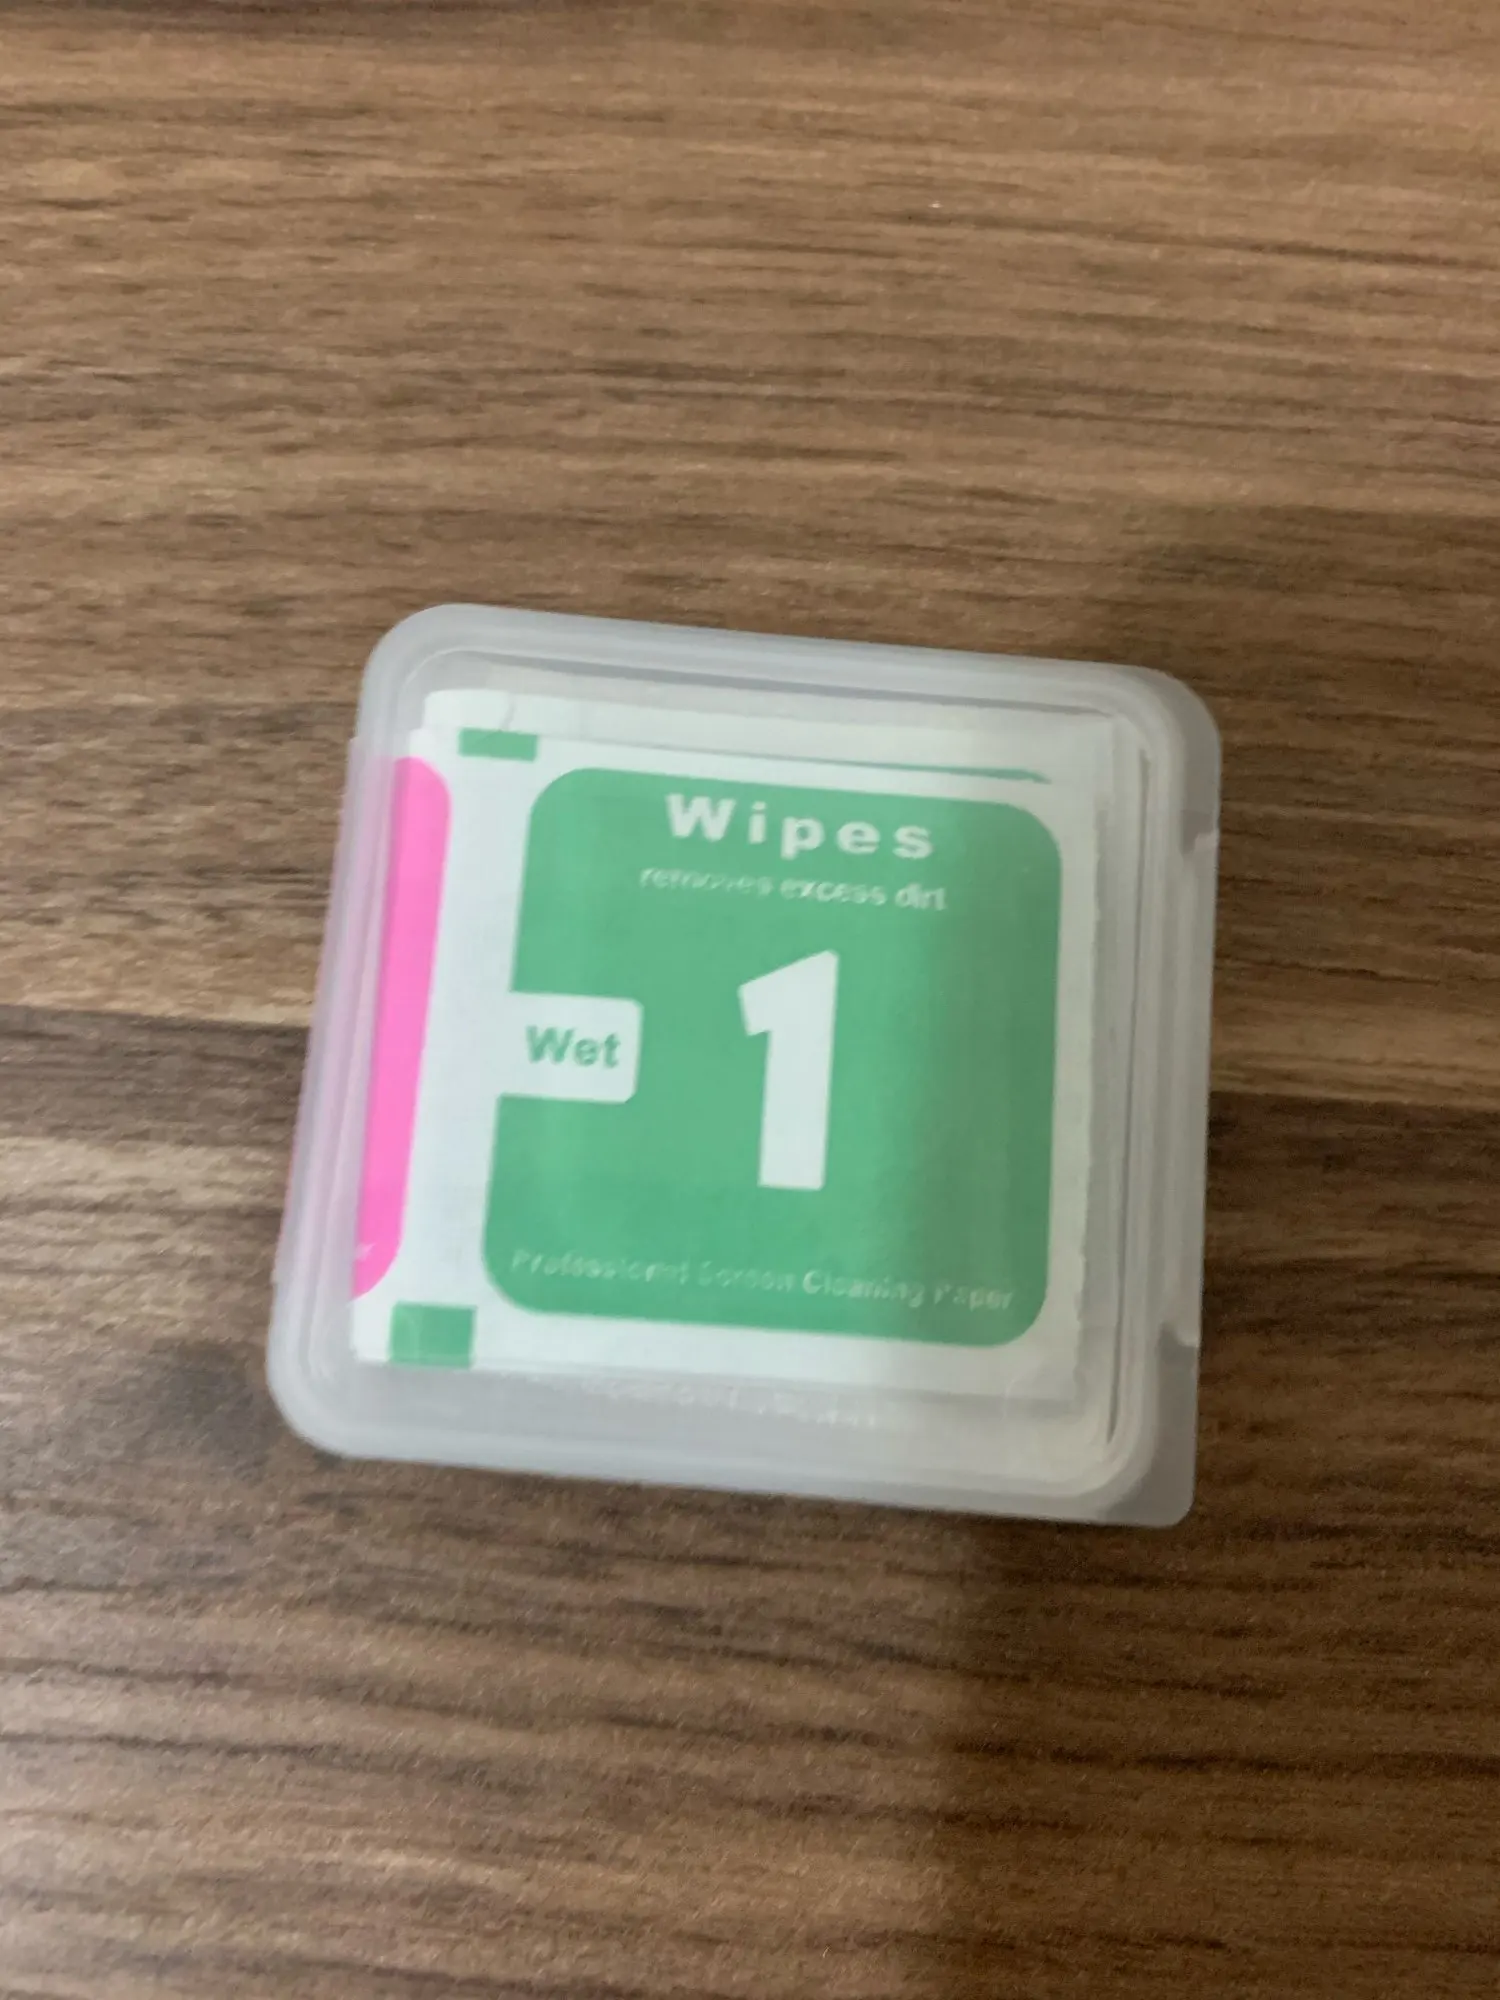 Wipes
removes excess dirt
1
Wet
Professional Screen Cleaning Paper